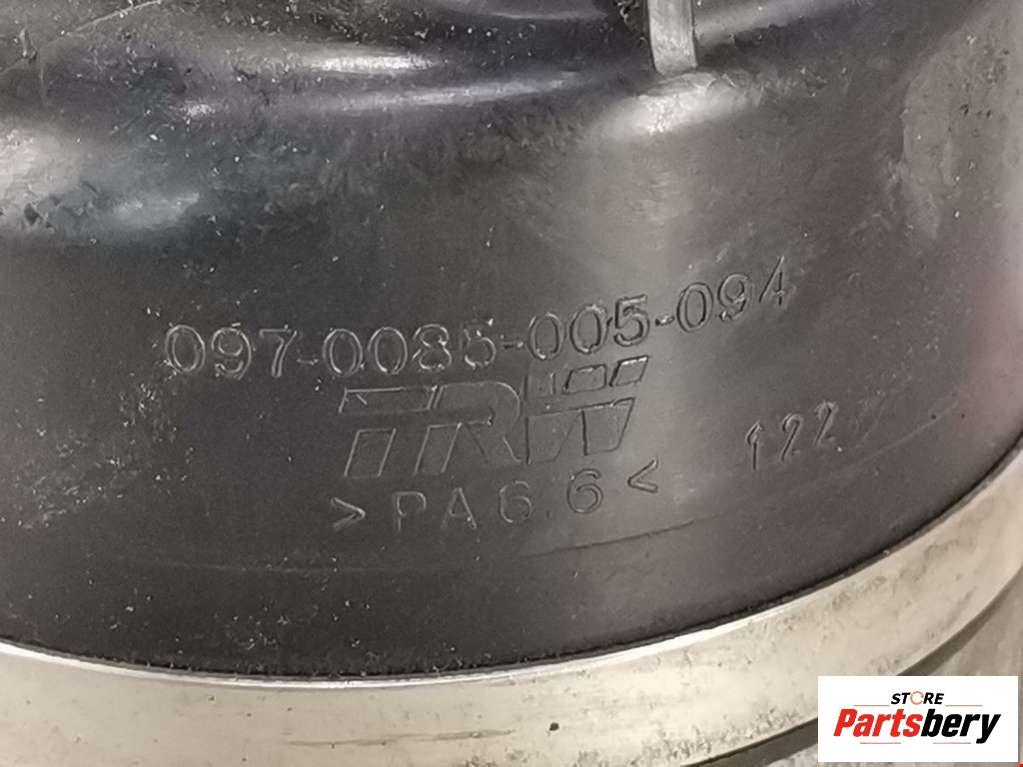 097-0085-005-094
TRW
>PA6.6<
122
STORE
Partsbery